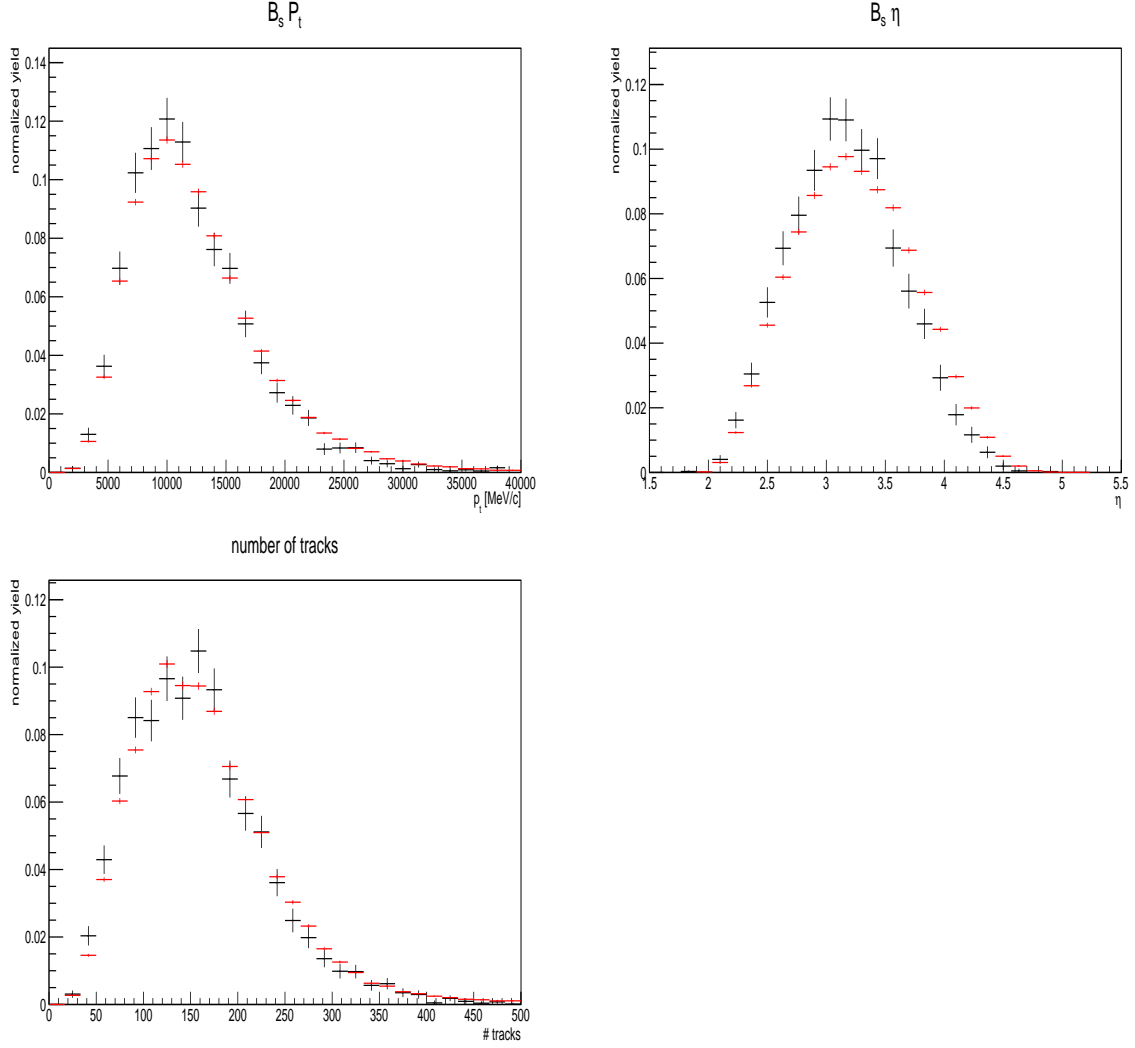 B_s P_t
normalized yield
0.14
0.12
0.1
0.08
0.06
0.04
0.02
0
0 5000 10000 15000 20000 25000 30000 35000 40000
p_t [MeV/c]
B_s η
normalized yield
0.12
0.1
0.08
0.06
0.04
0.02
0
1.5 2 2.5 3 3.5 4 4.5 5 5.5
η
number of tracks
normalized yield
0.12
0.1
0.08
0.06
0.04
0.02
0
0 50 100 150 200 250 300 350 400 450 500
# tracks